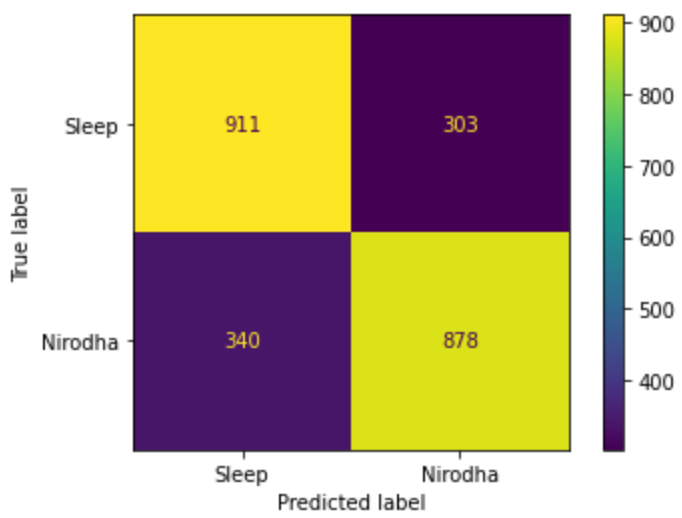 True label
Sleep
911
303
Nirodha
340
878
Sleep
Nirodha
Predicted label
900
800
700
600
500
400